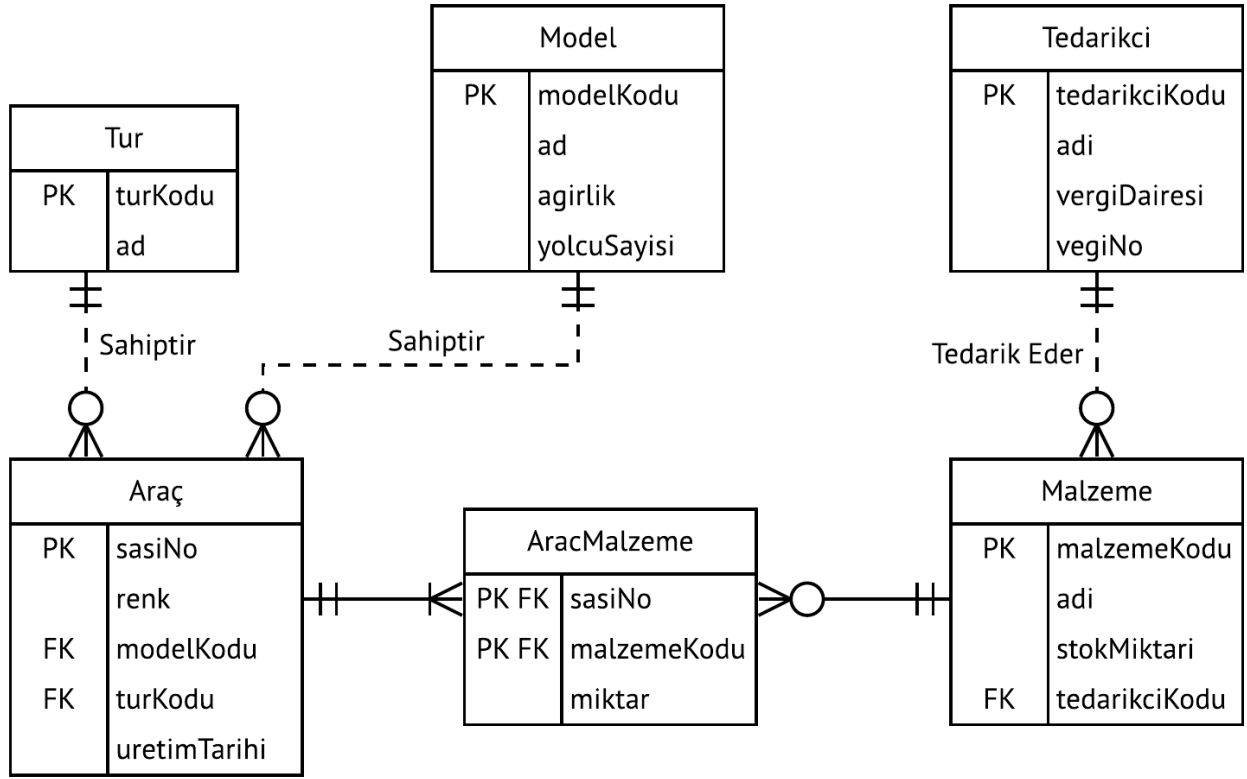 Model
PK modelKodu
ad
agirlik
yolcuSayisi
Tedarikci
PK tedarikciKodu
adi
vergiDairesi
vegiNo
Tur
PK turKodu
ad
Sahiptir
Sahiptir
Tedarik Eder
Araç
PK sasiNo
renk
FK modelKodu
FK turKodu
uretimTarihi
AracMalzeme
PK FK sasiNo
PK FK malzemeKodu
miktar
Malzeme
PK malzemeKodu
adi
stokMiktari
FK tedarikciKodu